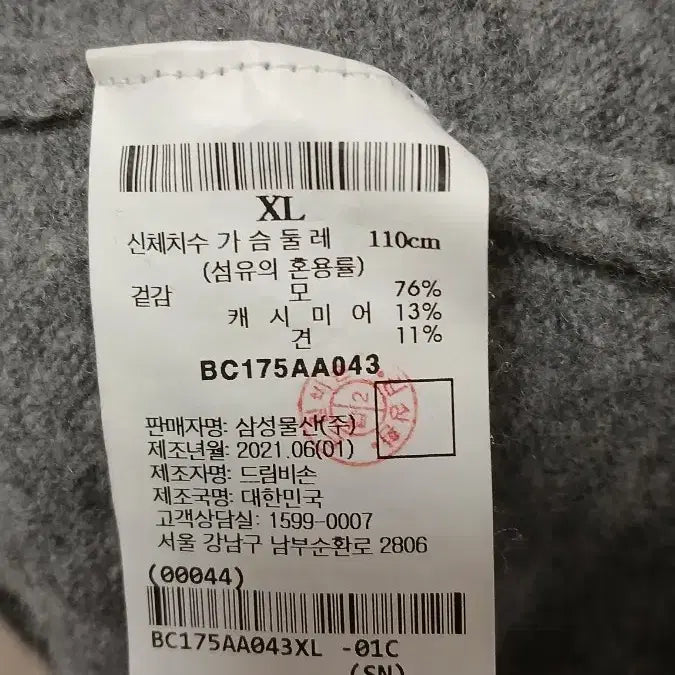 XL
신체치수 가 슴 둘 레 110cm
(섬유의 혼용률)
겉감 모 76%
캐 시 미 어 13%
견 11%
BC175AA043
판매자명: 삼성물산(주)
제조년월: 2021.06(01)
제조자명: 드림비손
제조국명: 대한민국
고객상담실: 1599-0007
서울 강남구 남부순환로 2806
(00044)
BC175AA043XL -01C
(SN)